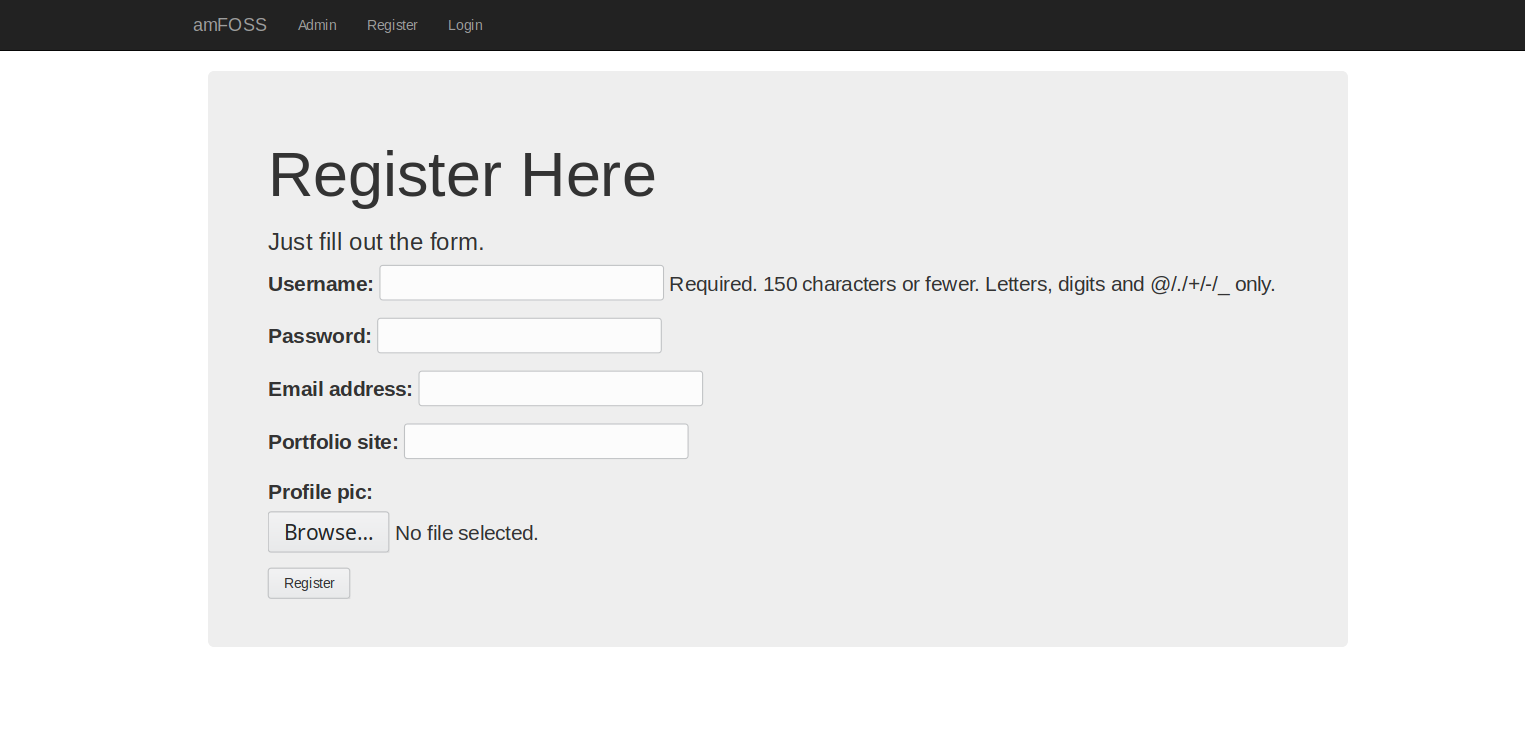 amFOSS Admin Register Login
Register Here
Just fill out the form.
Username: Required. 150 characters or fewer. Letters, digits and @/./+/-/_ only.
Password:
Email address:
Portfolio site:
Profile pic:
Browse... No file selected.
Register